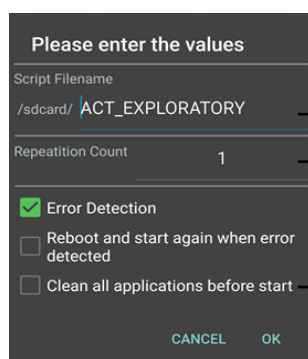 Please enter the values
Script Filename
/sdcard/ ACT_EXPLORATORY
Repeatition Count
1
Error Detection
Reboot and start again when error
detected
Clean all applications before start
CANCEL OK